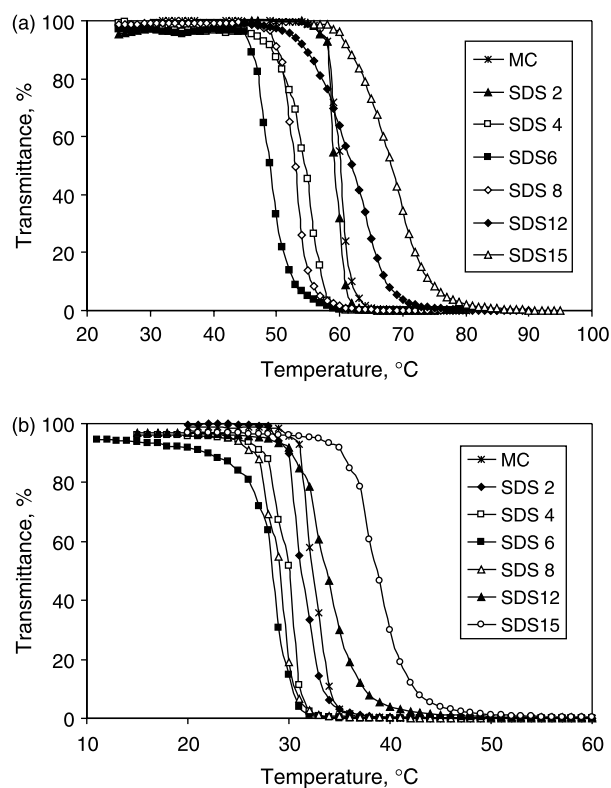 (a)
100
80
60
40
20
0
Transmittance, %
MC
SDS 2
SDS 4
SDS6
SDS 8
SDS12
SDS15
20 30 40 50 60 70 80 90 100
Temperature, °C
(b)
100
80
60
40
20
0
Transmittance, %
MC
SDS 2
SDS 4
SDS 6
SDS 8
SDS12
SDS15
10 20 30 40 50 60
Temperature, °C